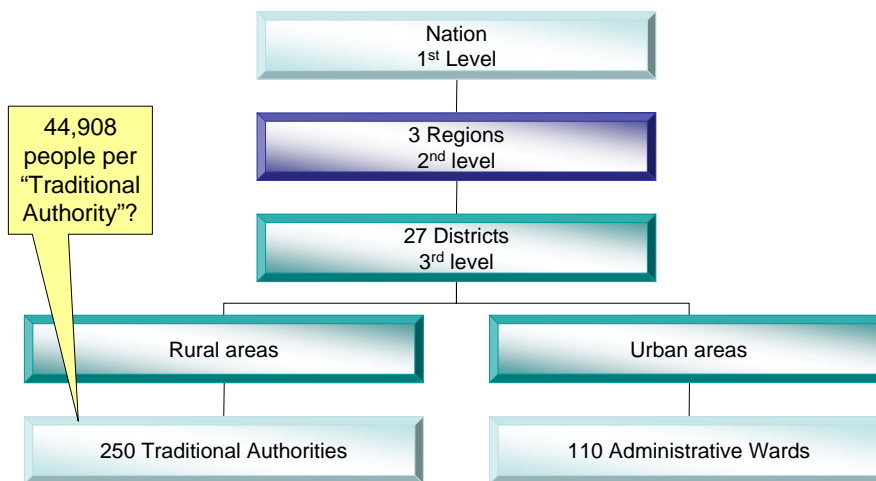 Nation
1st Level
44,908
people per
“Traditional
Authority”?
3 Regions
2nd level
27 Districts
3rd level
Rural areas
Urban areas
250 Traditional Authorities
110 Administrative Wards